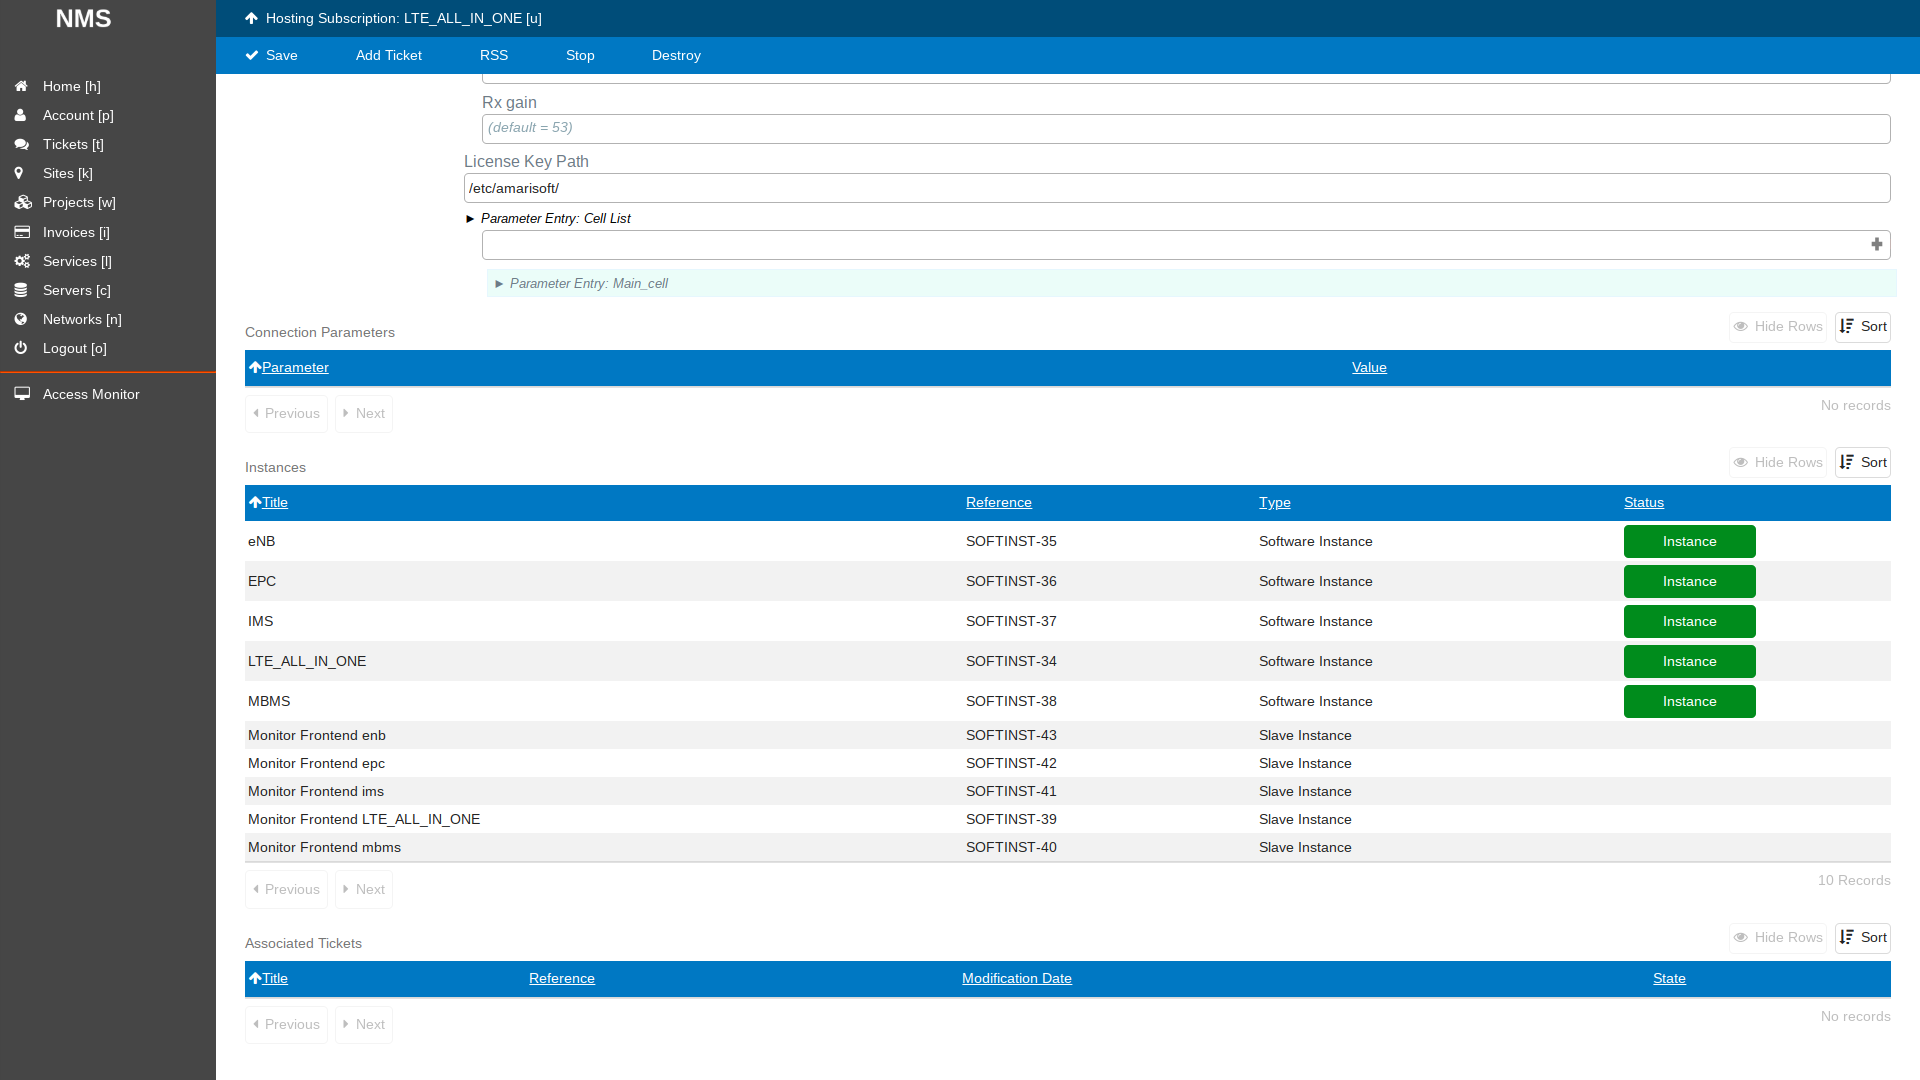 NMS
Home [h]
Account [p]
Tickets [t]
Sites [k]
Projects [w]
Invoices [i]
Services [l]
Servers [c]
Networks [n]
Logout [o]
Access Monitor
Hosting Subscription: LTE_ALL_IN_ONE [u]
Save Add Ticket RSS Stop Destroy
Rx gain
(default = 53)
License Key Path
/etc/amarisoft/
► Parameter Entry: Cell List
► Parameter Entry: Main_cell
Connection Parameters Hide Rows Sort
Parameter Value
Previous Next No records
Instances Hide Rows Sort
Title Reference Type Status
eNB SOFTINST-35 Software Instance Instance
EPC SOFTINST-36 Software Instance Instance
IMS SOFTINST-37 Software Instance Instance
LTE_ALL_IN_ONE SOFTINST-34 Software Instance Instance
MBMS SOFTINST-38 Software Instance Instance
Monitor Frontend enb SOFTINST-43 Slave Instance
Monitor Frontend epc SOFTINST-42 Slave Instance
Monitor Frontend ims SOFTINST-41 Slave Instance
Monitor Frontend LTE_ALL_IN_ONE SOFTINST-39 Slave Instance
Monitor Frontend mbms SOFTINST-40 Slave Instance
Previous Next 10 Records
Associated Tickets Hide Rows Sort
Title Reference Modification Date State
Previous Next No records